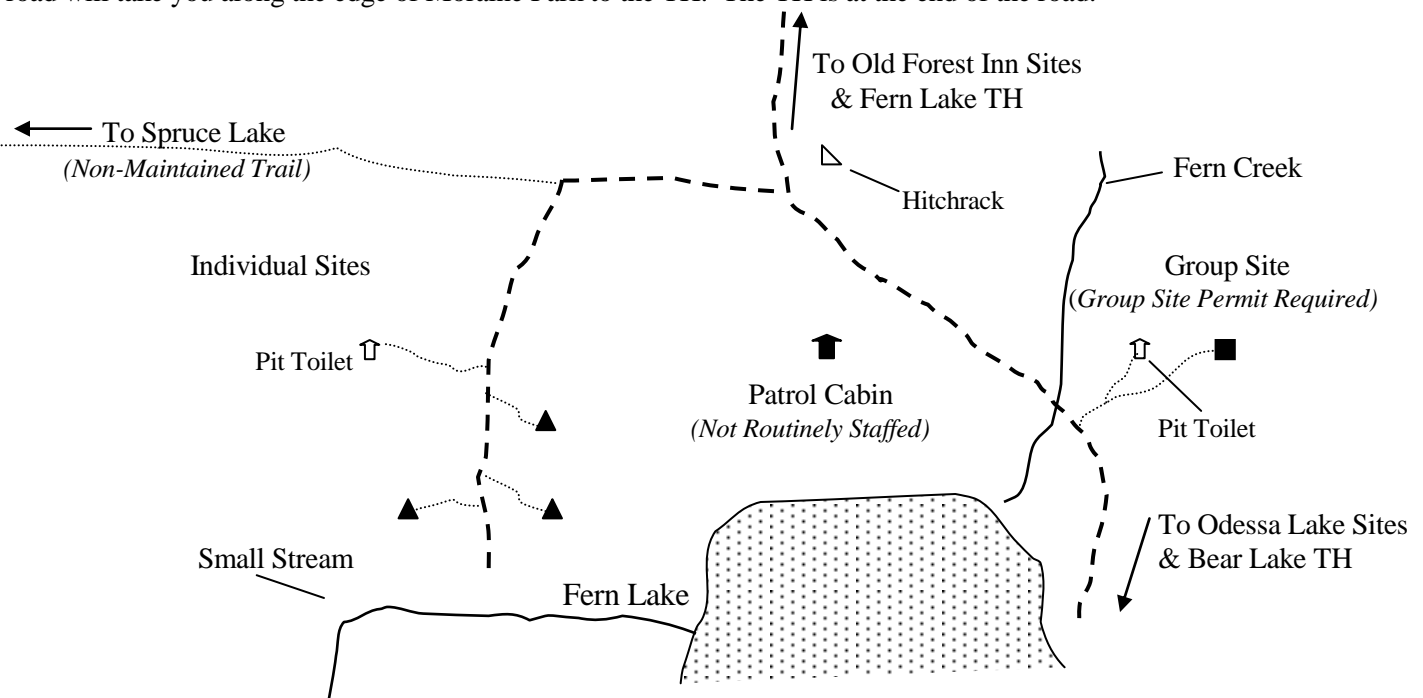 road will take you along the edge of Moraine Park to the TH. The TH is at the end of the road.
To Old Forest Inn Sites
& Fern Lake TH
To Spruce Lake
(Non-Maintained Trail)
Fern Creek
Hitchrack
Individual Sites
Group Site
(Group Site Permit Required)
Pit Toilet
Patrol Cabin
(Not Routinely Staffed)
Pit Toilet
To Odessa Lake Sites
& Bear Lake TH
Small Stream
Fern Lake